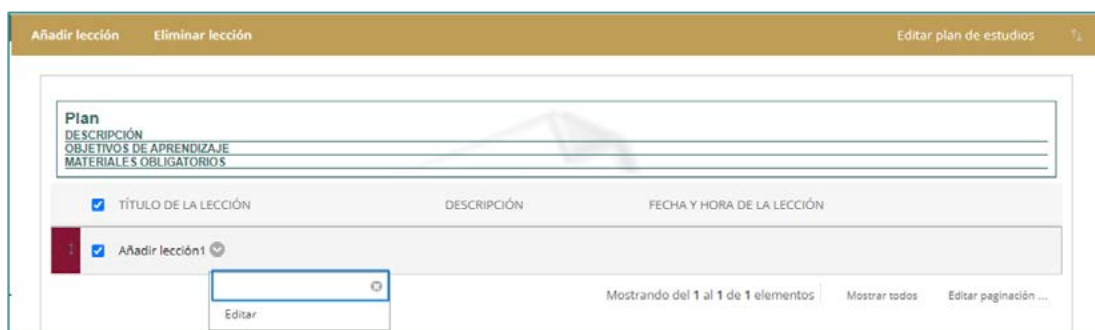 Añadir lección Eliminar lección Editar plan de estudios
Plan
DESCRIPCIÓN
OBJETIVOS DE APRENDIZAJE
MATERIALES OBLIGATORIOS
TÍTULO DE LA LECCIÓN DESCRIPCIÓN FECHA Y HORA DE LA LECCIÓN
Añadir lección1
Mostrando del 1 al 1 de 1 elementos Mostrar todos Editar paginación ...
Editar